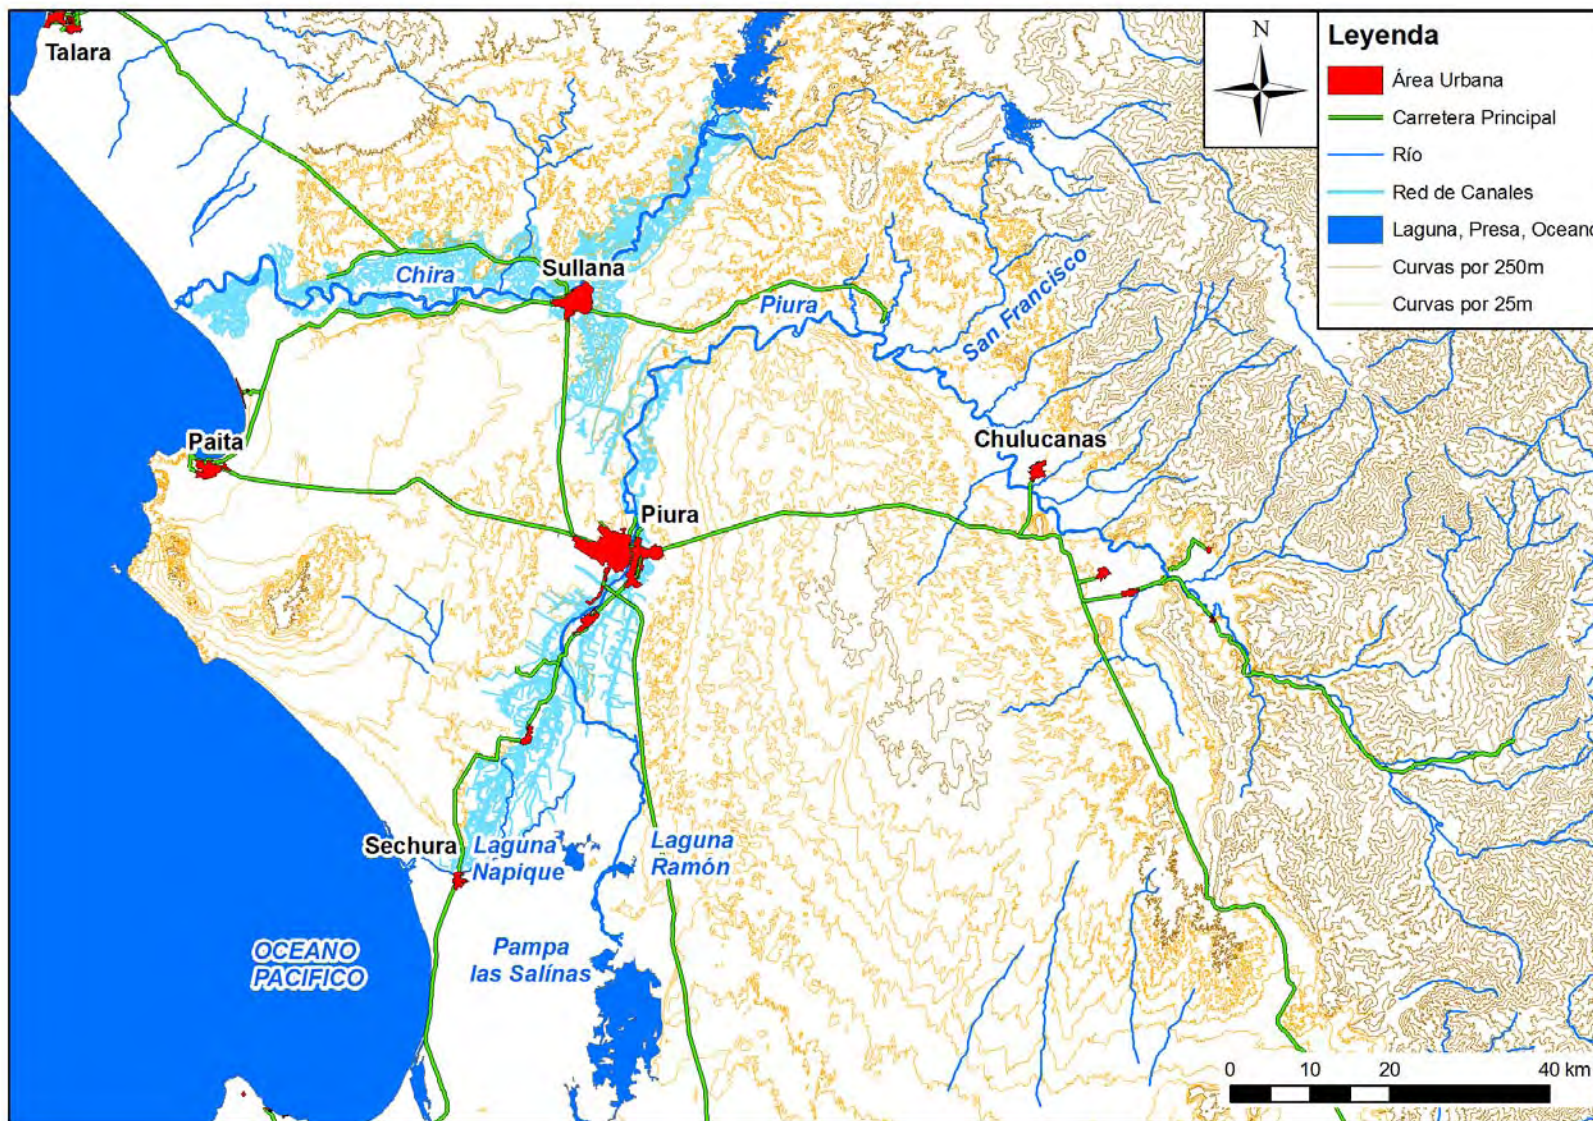 Talara
N
Leyenda
Área Urbana
Carretera Principal
Río
Red de Canales
Laguna, Presa, Oceano
Curvas por 250m
Curvas por 25m
Sullana
Chira
Piura
San Francisco
Paita
Chulucanas
Piura
Sechura
Laguna
Napique
Laguna
Ramón
OCEANO
PACIFICO
Pampa
las Salínas
0 10 20 40 km